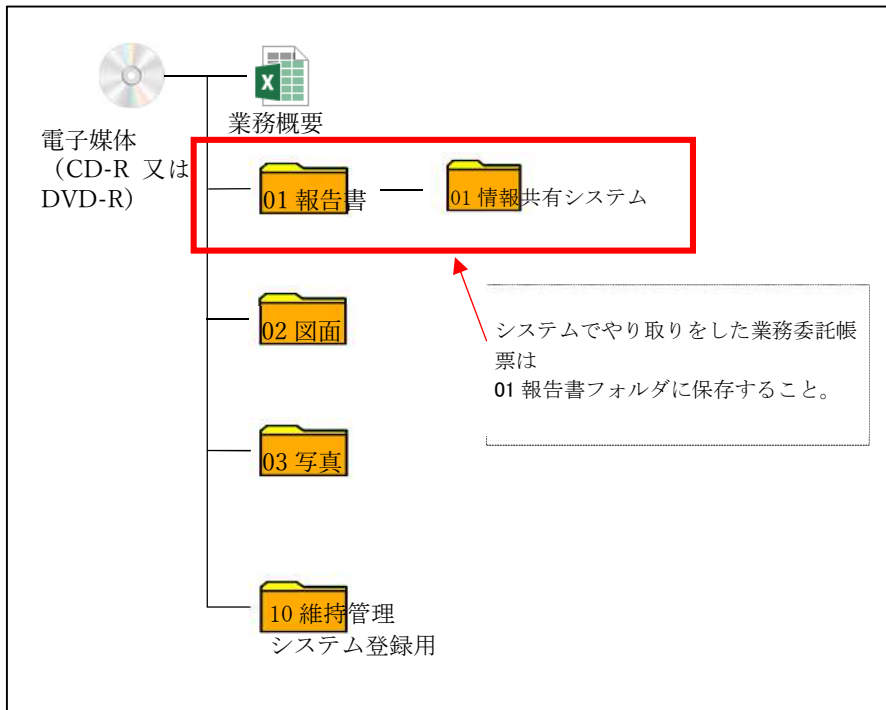 業務概要
電子媒体
（CD-R 又は
DVD-R）
01 報告書
01 情報共有システム
02 図面
システムでやり取りをした業務委託帳
票は
01 報告書フォルダに保存すること。
03 写真
10 維持管理
システム登録用